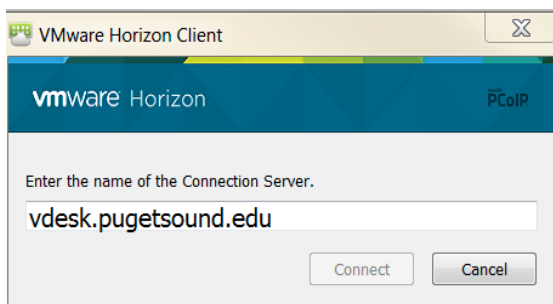 VMware Horizon Client
vmware Horizon
PCoIP
Enter the name of the Connection Server.
vdesk.pugetsound.edu
Connect Cancel